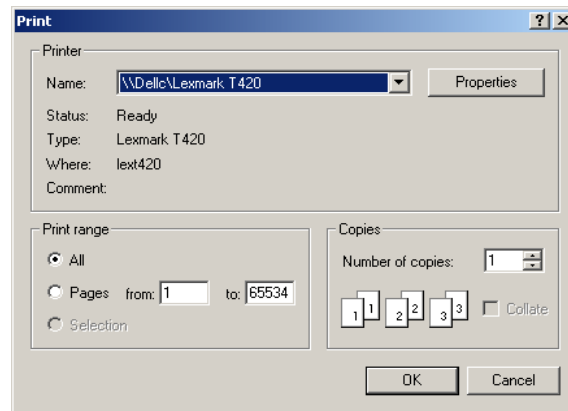 Print
Printer
Name: \\Dellc\Lexmark T420 Properties
Status: Ready
Type: Lexmark T420
Where: lext420
Comment:
Print range
All
Pages from: 1 to: 65534
Selection
Copies
Number of copies: 1
1 1 2 2 3 3 Collate
OK Cancel